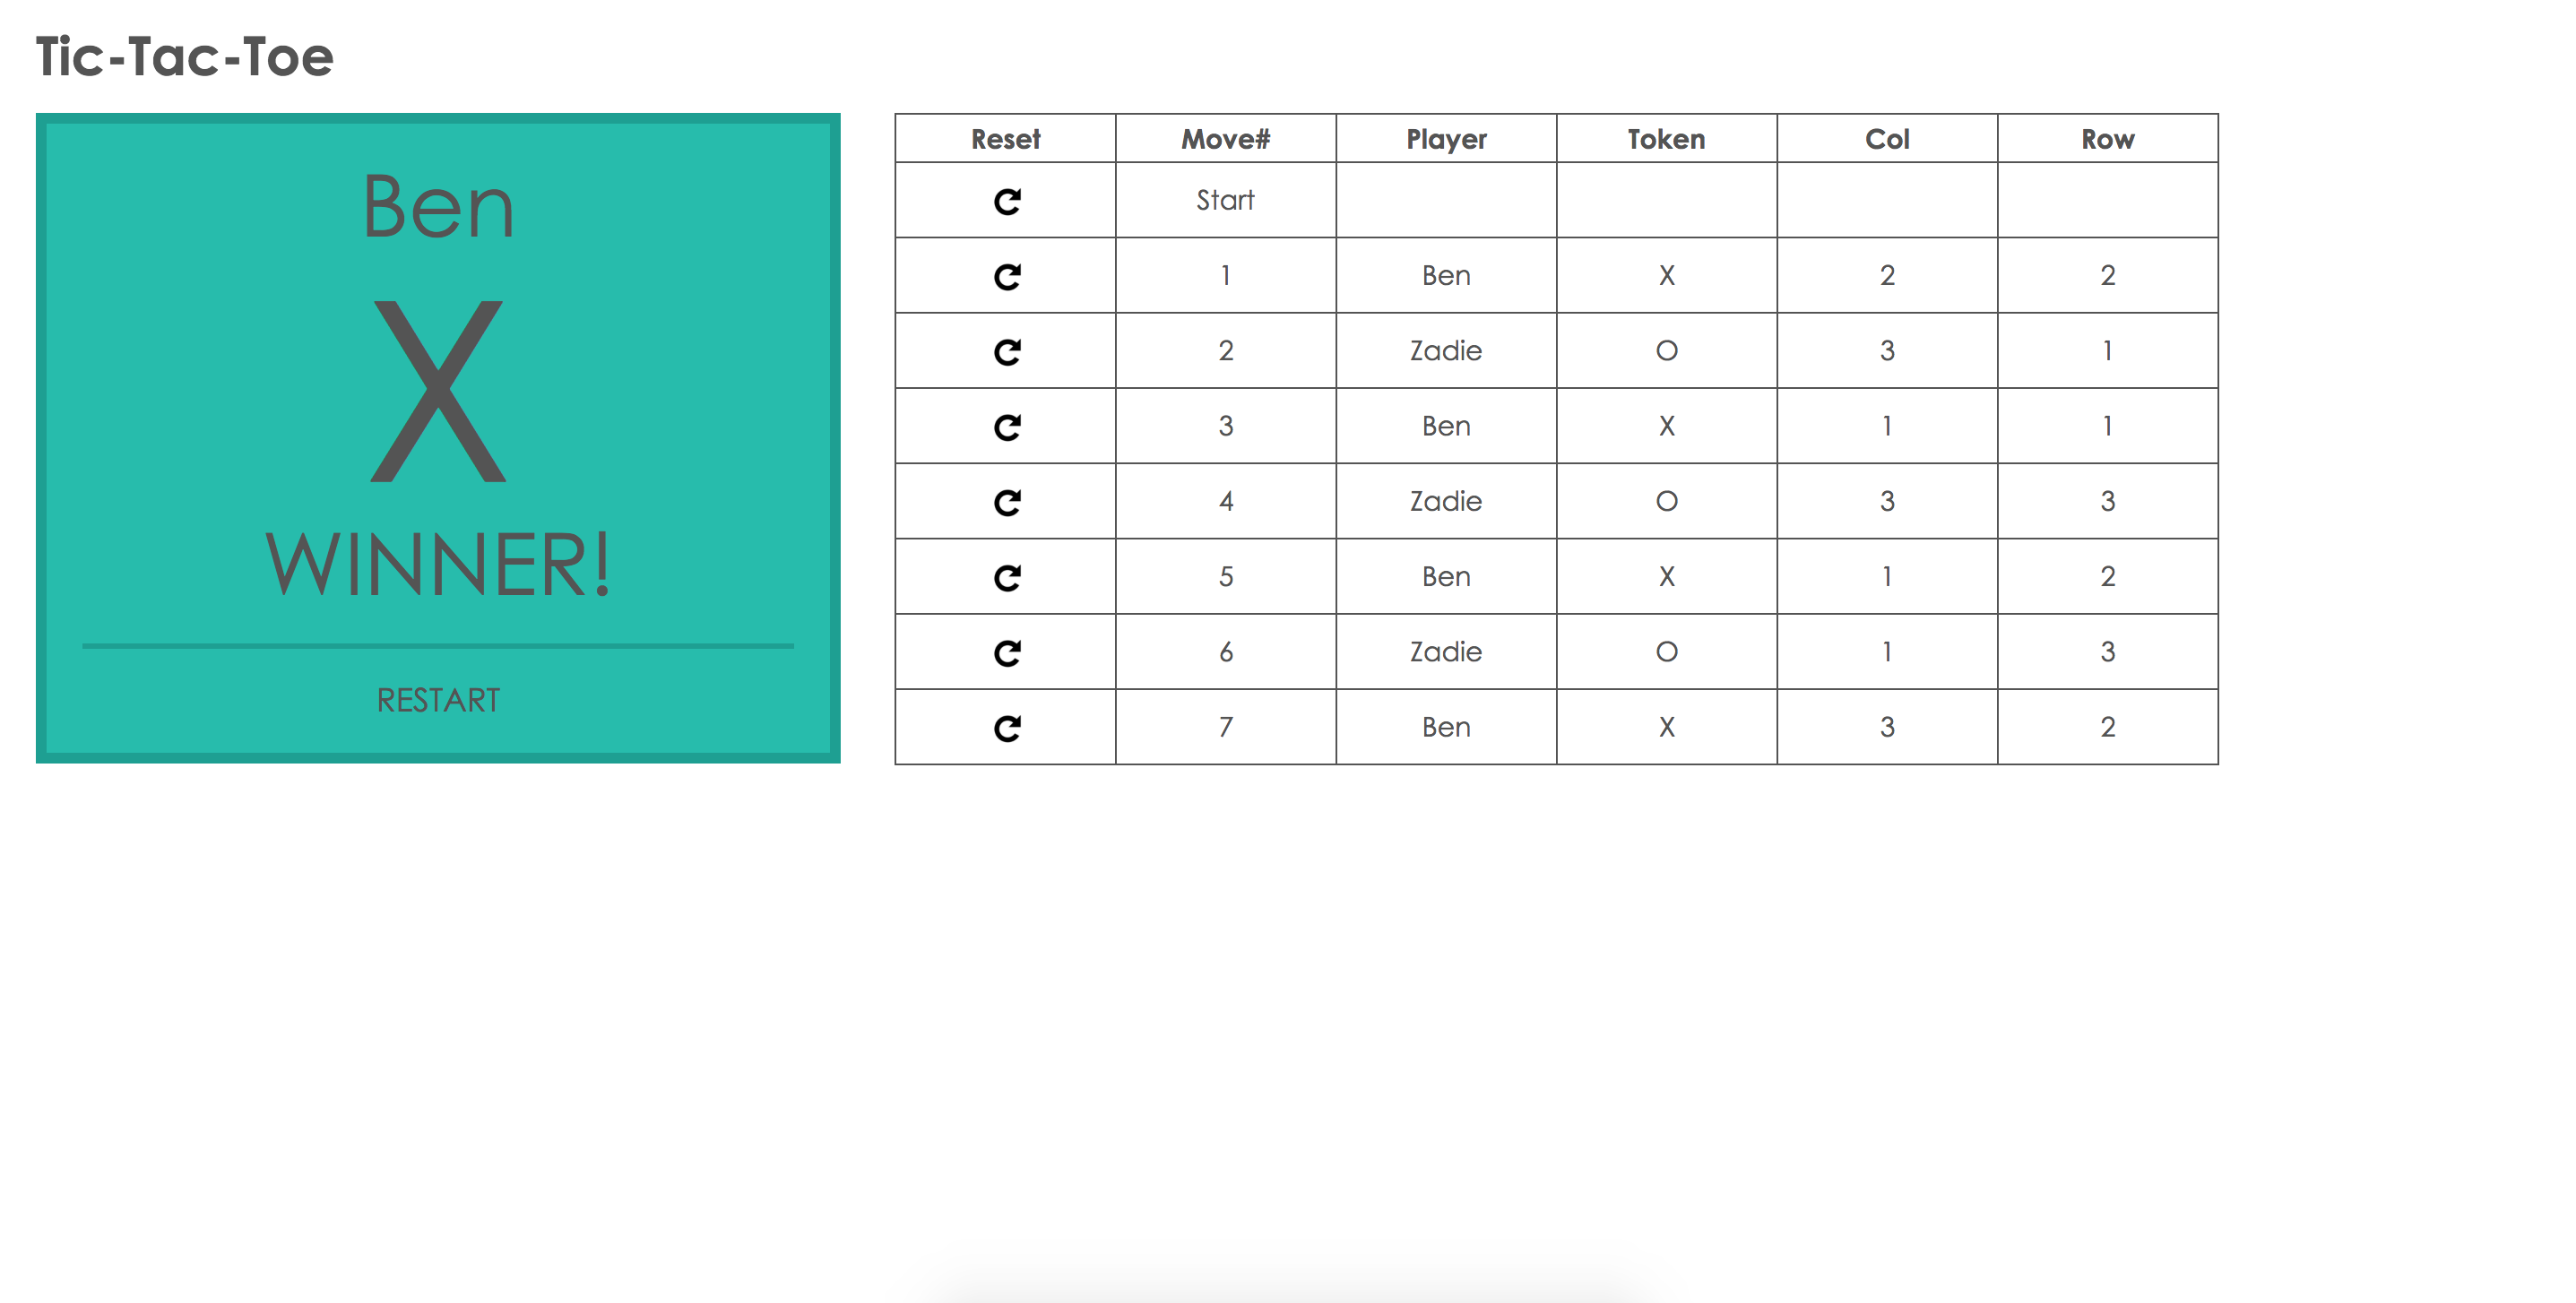 Tic-Tac-Toe
Ben
X
WINNER!
RESTART
Reset Move# Player Token Col Row
Start
1 Ben X 2 2
2 Zadie O 3 1
3 Ben X 1 1
4 Zadie O 3 3
5 Ben X 1 2
6 Zadie O 1 3
7 Ben X 3 2